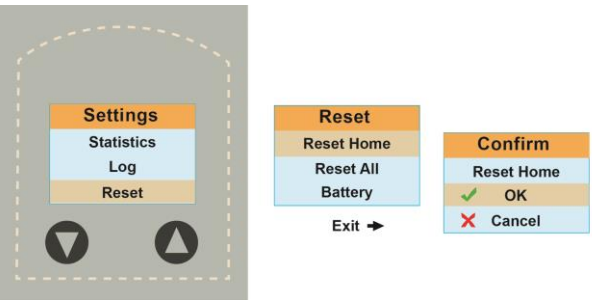 Settings
Statistics
Log
Reset
Reset
Reset Home
Reset All
Battery
Exit
Confirm
Reset Home
OK
Cancel